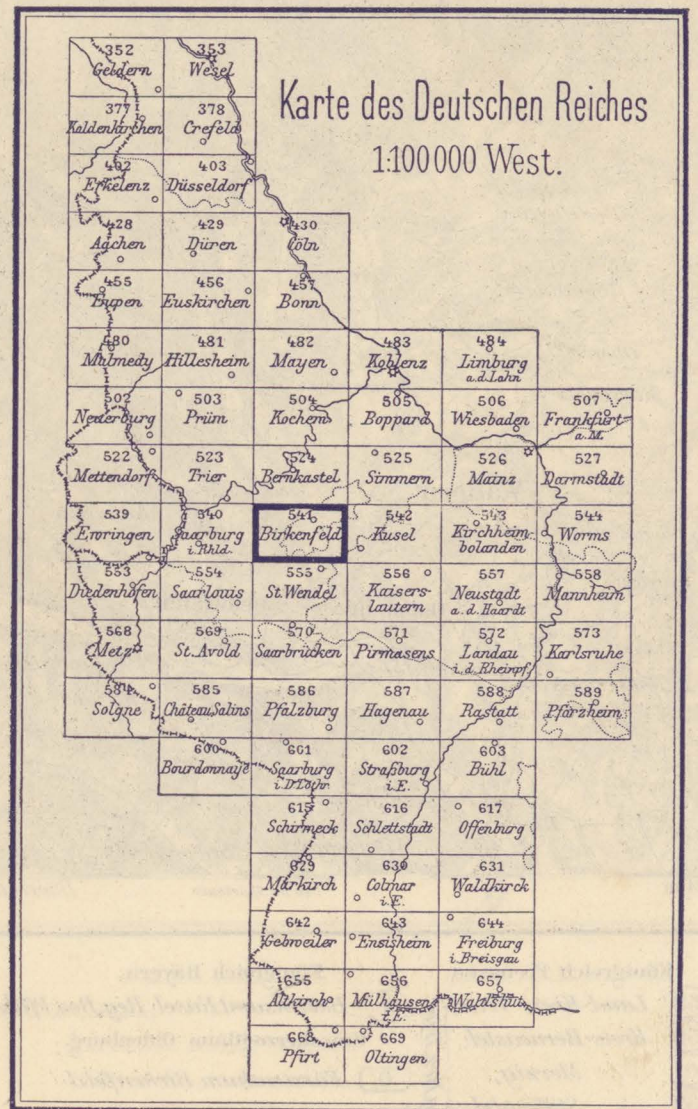 Karte des Deutschen Reiches
1:100000 West.
352 353
Geldern Wesel
377 378
Kaldenkirchen Crefeld
402 403
Erkelenz Düsseldorf
428 429 430
Aachen Düren Cöln
455 456 457
Eupen Euskirchen Bonn
480 481 482 483 484
Malmedy Hillesheim Mayen Koblenz Limburg
a.d.Lahn
502 503 504 505 506 507
Neuerburg Prüm Kochem Boppard Wiesbaden Frankfurt
a.M.
522 523 524 525 526 527
Mettendorf Trier Bernkastel Simmern Mainz Darmstadt
539 540 541 542 543 544
Ewringen Saarburg Birkenfeld Kusel Kirchheim Worms
i.Rhld. bolanden
553 554 555 556 557 558
Diedenhofen Saarlouis St.Wendel Kaisers- Neustadt Mannheim
lautern a.d.Haardt
568 569 570 571 572 573
Metz St.Avold Saarbrücken Pirmasens Landau Karlsruhe
i.d.Rheinpf.
584 585 586 587 588 589
Solgne Château Salins Pfalzburg Hagenau Rastatt Pforzheim
600 601 602 603
Bourdonnaye Saarburg Straßburg Bühl
i.D.Lothr i.E.
615 616 617
Schirmeck Schlettstadt Offenburg
629 630 631
Markirch Colmar Waldkirch
i.E.
642 643 644
Gebweiler Ensisheim Freiburg
i.Breisgau
655 656 657
Altkirch Mülhausen Waldshut
i.E.
668 669
Pfirt Oltingen